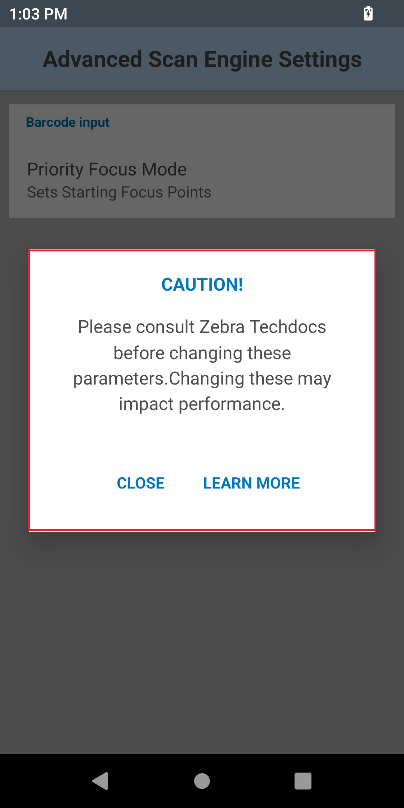 1:03 PM
Advanced Scan Engine Settings
Barcode input
Priority Focus Mode
Sets Starting Focus Points
CAUTION!
Please consult Zebra Techdocs
before changing these
parameters.Changing these may
impact performance.
CLOSE LEARN MORE